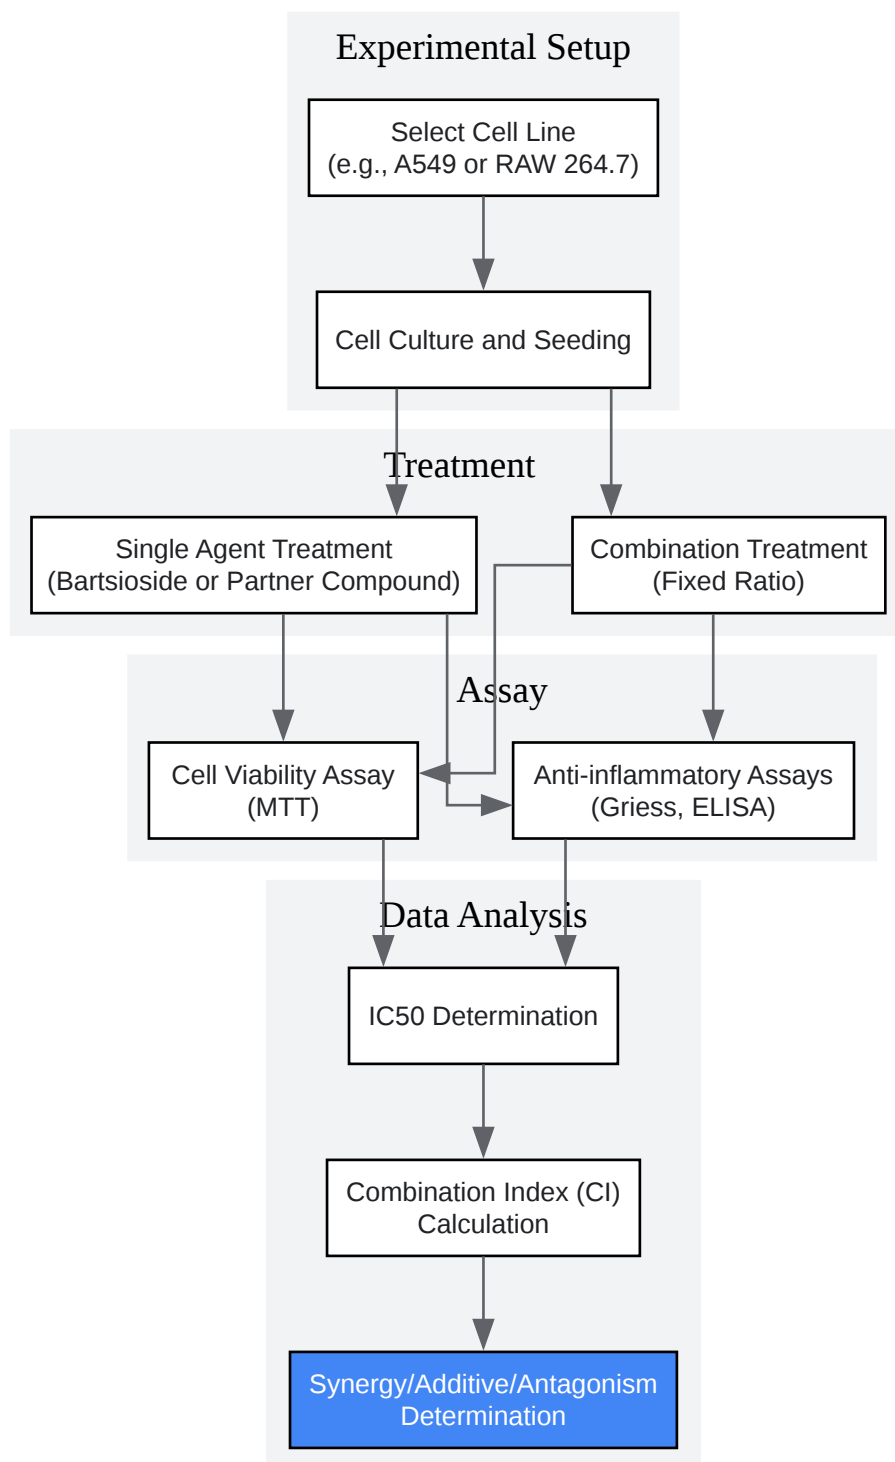 Experimental Setup
Select Cell Line
(e.g., A549 or RAW 264.7)
Cell Culture and Seeding
Treatment
Single Agent Treatment
(Bartsioside or Partner Compound)
Combination Treatment
(Fixed Ratio)
Assay
Cell Viability Assay
(MTT)
Anti-inflammatory Assays
(Griess, ELISA)
Data Analysis
IC50 Determination
Combination Index (CI)
Calculation
Synergy/Additive/Antagonism
Determination